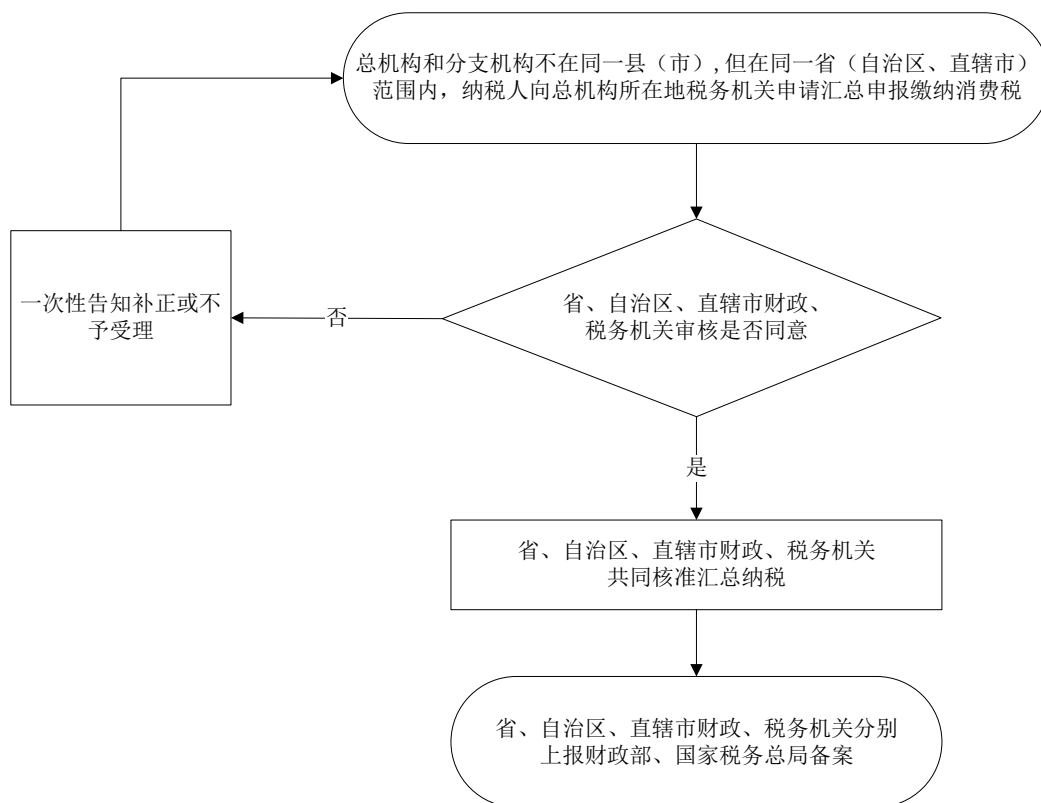 总机构和分支机构不在同一县（市）,但在同一省（自治区、直辖市）
范围内，纳税人向总机构所在地税务机关申请汇总申报缴纳消费税
一次性告知补正或不
予受理
否
省、自治区、直辖市财政、
税务机关审核是否同意
是
省、自治区、直辖市财政、税务机关
共同核准汇总纳税
省、自治区、直辖市财政、税务机关分别
上报财政部、国家税务总局备案